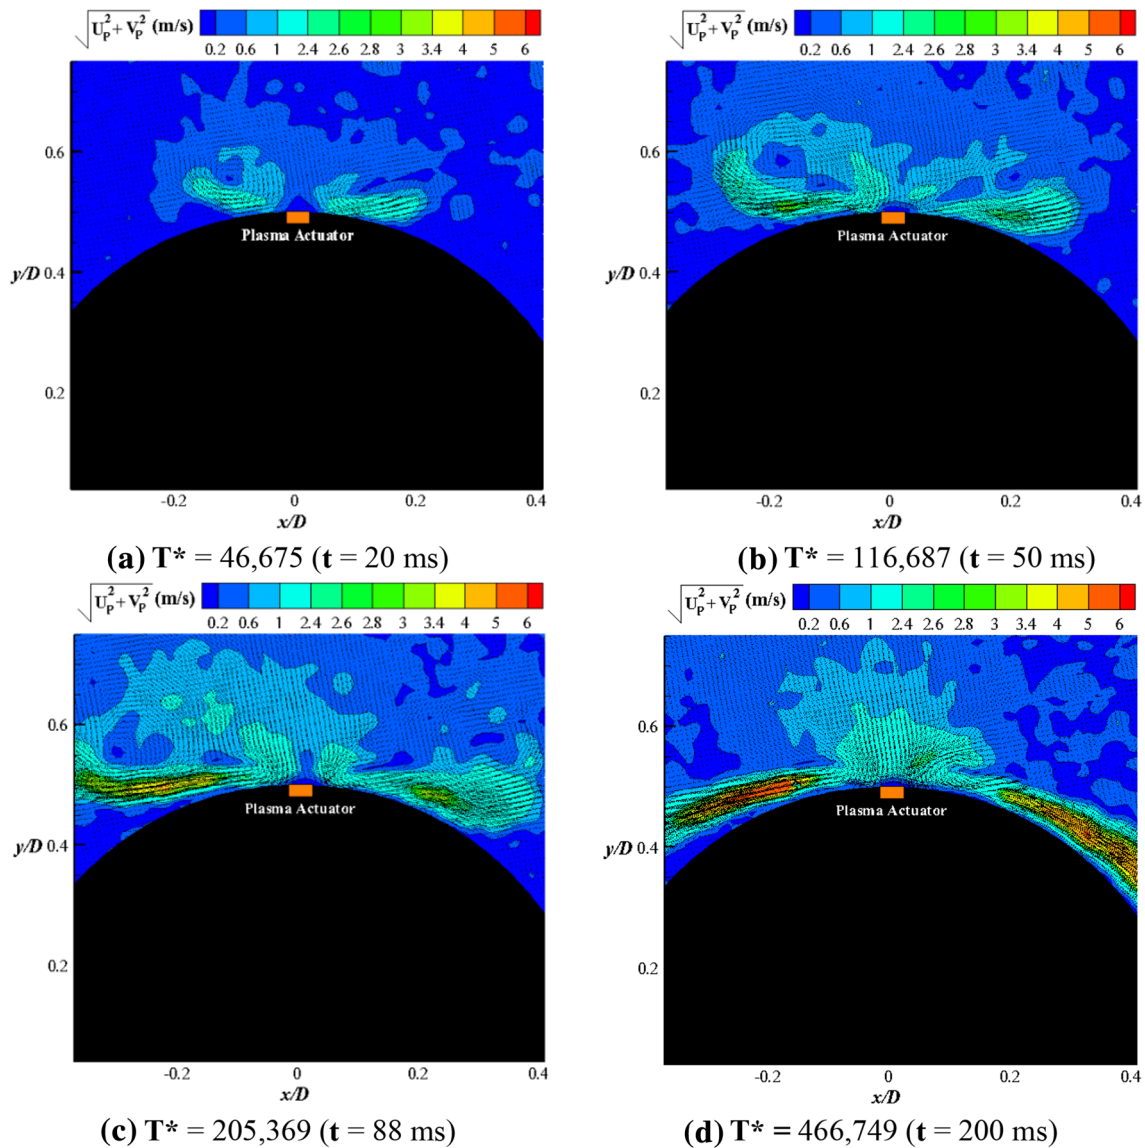 √U_P^2+V_P^2 (m/s)
0.2 0.6 1 2.4 2.6 2.8 3 3.4 4 5 6
0.6
Plasma Actuator
y/D 0.4
0.2
-0.2 0 0.2 0.4
x/D
(a) T* = 46,675 (t = 20 ms)
√U_P^2+V_P^2 (m/s)
0.2 0.6 1 2.4 2.6 2.8 3 3.4 4 5 6
0.6
Plasma Actuator
y/D 0.4
0.2
-0.2 0 0.2 0.4
x/D
(b) T* = 116,687 (t = 50 ms)
√U_P^2+V_P^2 (m/s)
0.2 0.6 1 2.4 2.6 2.8 3 3.4 4 5 6
0.6
Plasma Actuator
y/D 0.4
0.2
-0.2 0 0.2 0.4
x/D
(c) T* = 205,369 (t = 88 ms)
√U_P^2+V_P^2 (m/s)
0.2 0.6 1 2.4 2.6 2.8 3 3.4 4 5 6
0.6
Plasma Actuator
y/D 0.4
0.2
-0.2 0 0.2 0.4
x/D
(d) T* = 466,749 (t = 200 ms)